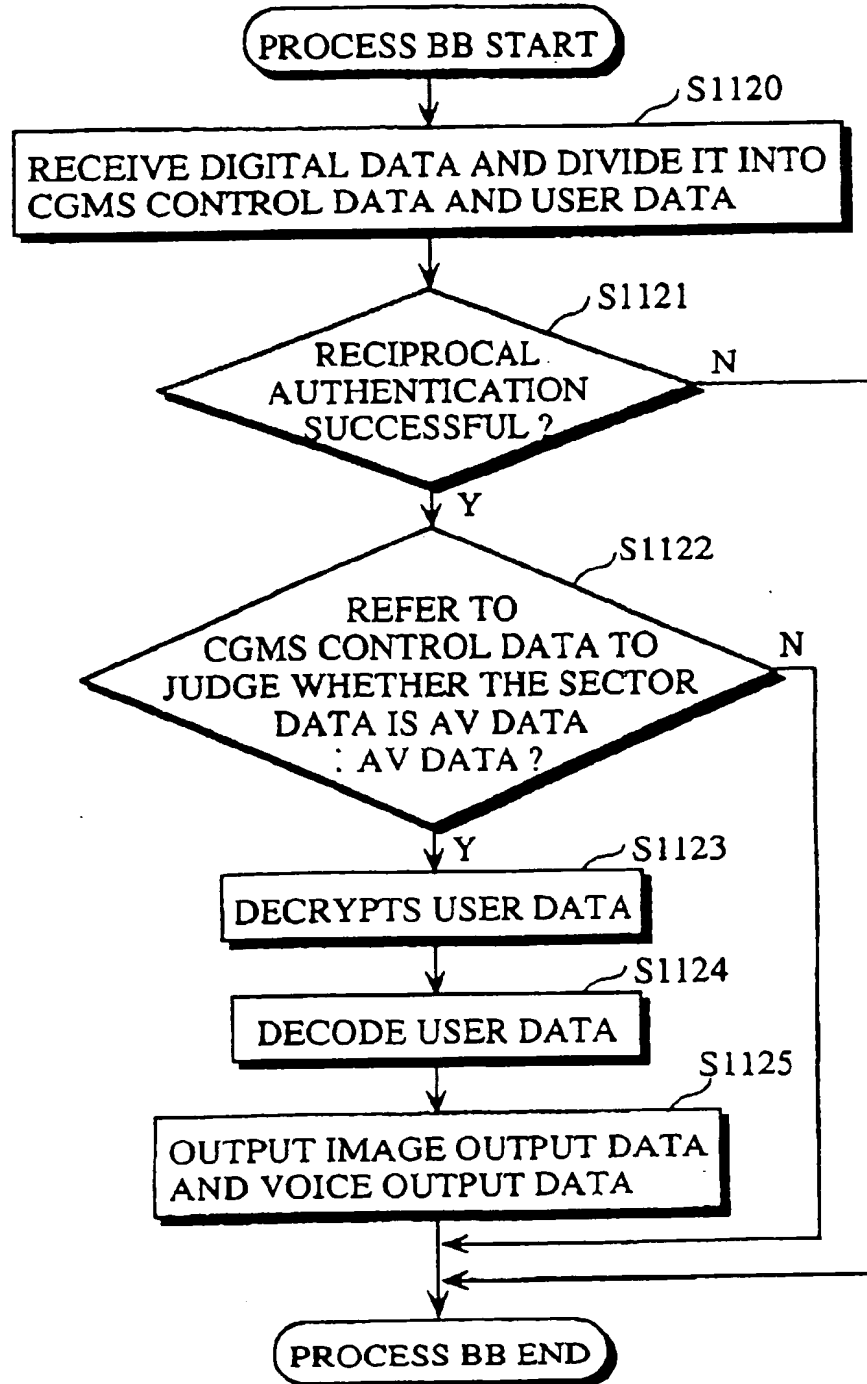 PROCESS BB START
S1120
RECEIVE DIGITAL DATA AND DIVIDE IT INTO
CGMS CONTROL DATA AND USER DATA
S1121
RECIPROCAL
AUTHENTICATION
SUCCESSFUL ?
N
Y
S1122
REFER TO
CGMS CONTROL DATA TO
JUDGE WHETHER THE SECTOR
DATA IS AV DATA
: AV DATA ?
N
Y
S1123
DECRYPTS USER DATA
S1124
DECODE USER DATA
S1125
OUTPUT IMAGE OUTPUT DATA
AND VOICE OUTPUT DATA
PROCESS BB END